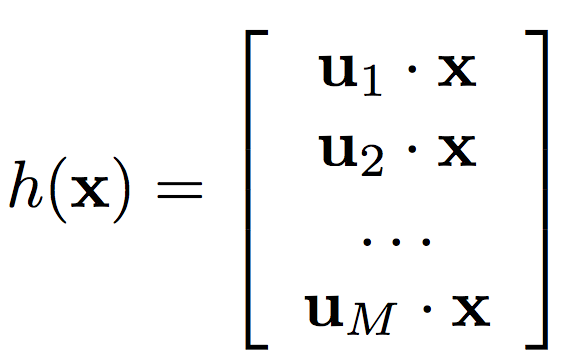 u₁ · x
u₂ · x
h(x) =
...
u_M · x